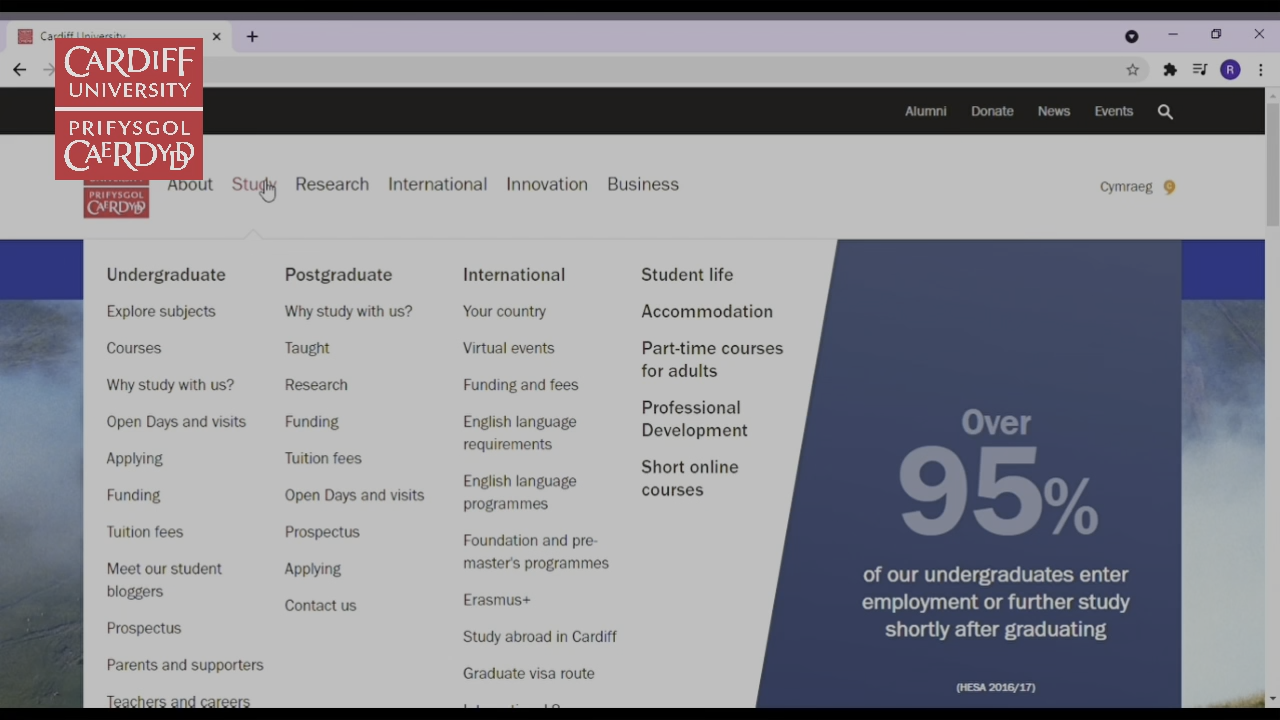 Cardiff University
CARDIFF
UNIVERSITY
PRIFYSGOL
CAERDYDD
R
Alumni
Donate
News
Events
PRIFYSGOL
CAERDYDD
About
Study
Research
International
Innovation
Business
Cymraeg
Undergraduate
Explore subjects
Courses
Why study with us?
Open Days and visits
Applying
Funding
Tuition fees
Meet our student
bloggers
Prospectus
Parents and supporters
Teachers and careers
Postgraduate
Why study with us?
Taught
Research
Funding
Tuition fees
Open Days and visits
Prospectus
Applying
Contact us
International
Your country
Virtual events
Funding and fees
English language
requirements
English language
programmes
Foundation and pre-
master's programmes
Erasmus+
Study abroad in Cardiff
Graduate visa route
Student life
Accommodation
Part-time courses
for adults
Professional
Development
Short online
courses
Over
95%
of our undergraduates enter
employment or further study
shortly after graduating
(HESA 2016/17)